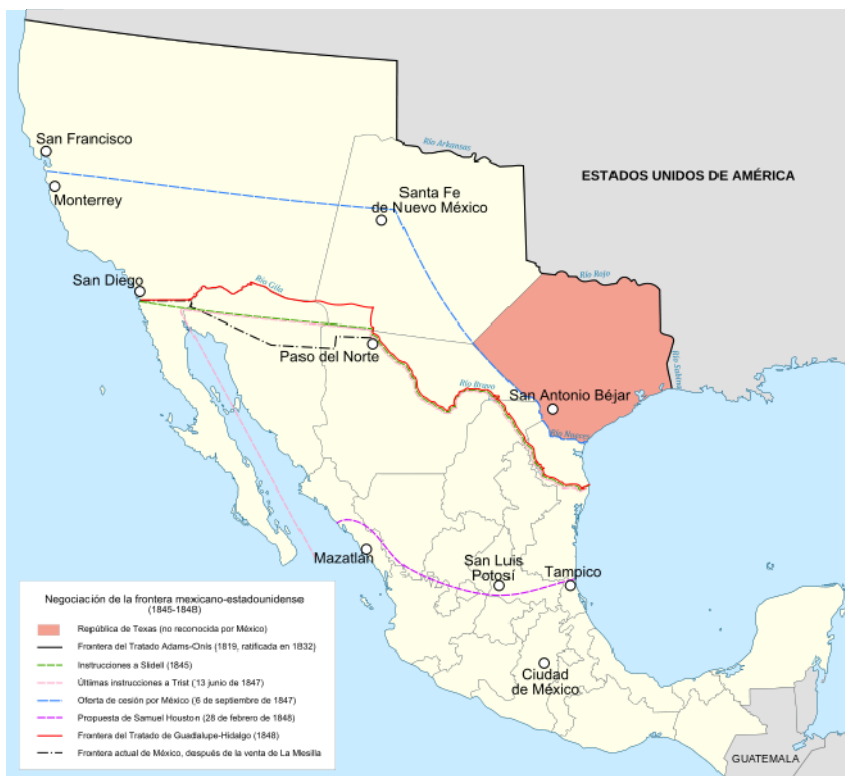 Río Arkansas
San Francisco
ESTADOS UNIDOS DE AMÉRICA
Monterrey
Santa Fe
de Nuevo México
San Diego
Río Gila
Río Rojo
Paso del Norte
Río Sabina
Río Bravo
San Antonio Béjar
Río Nueces
Mazatlán
San Luis
Potosí
Tampico
Ciudad
de México
GUATEMALA
Negociación de la frontera mexicano-estadounidense
(1845-1848)
República de Texas (no reconocida por México)
Frontera del Tratado Adams-Onís (1819, ratificada en 1832)
Instrucciones a Slidell (1845)
Últimas instrucciones a Trist (13 junio de 1847)
Oferta de cesión por México (6 de septiembre de 1847)
Propuesta de Samuel Houston (28 de febrero de 1848)
Frontera del Tratado de Guadalupe-Hidalgo (1848)
Frontera actual de México, después de la venta de La Mesilla